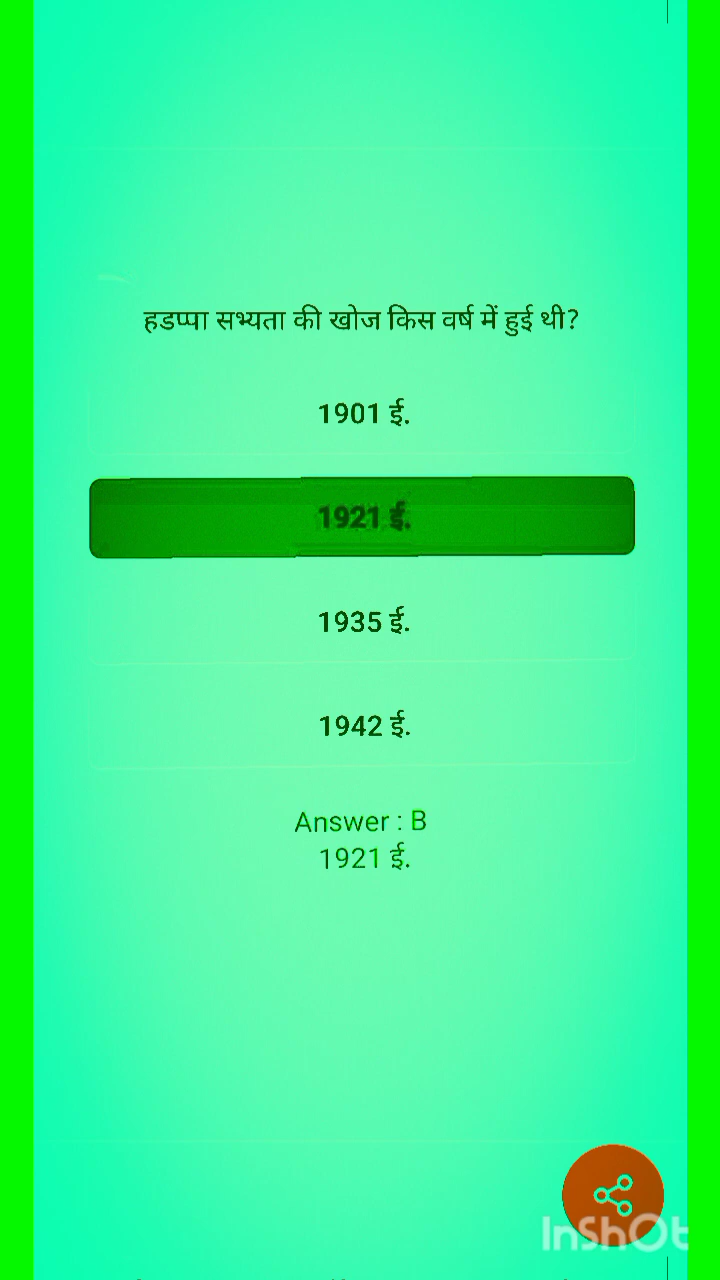 हडप्पा सभ्यता की खोज किस वर्ष में हुई थी?
1901 ई.
1921 ई.
1935 ई.
1942 ई.
Answer : B
1921 ई.
InShOt